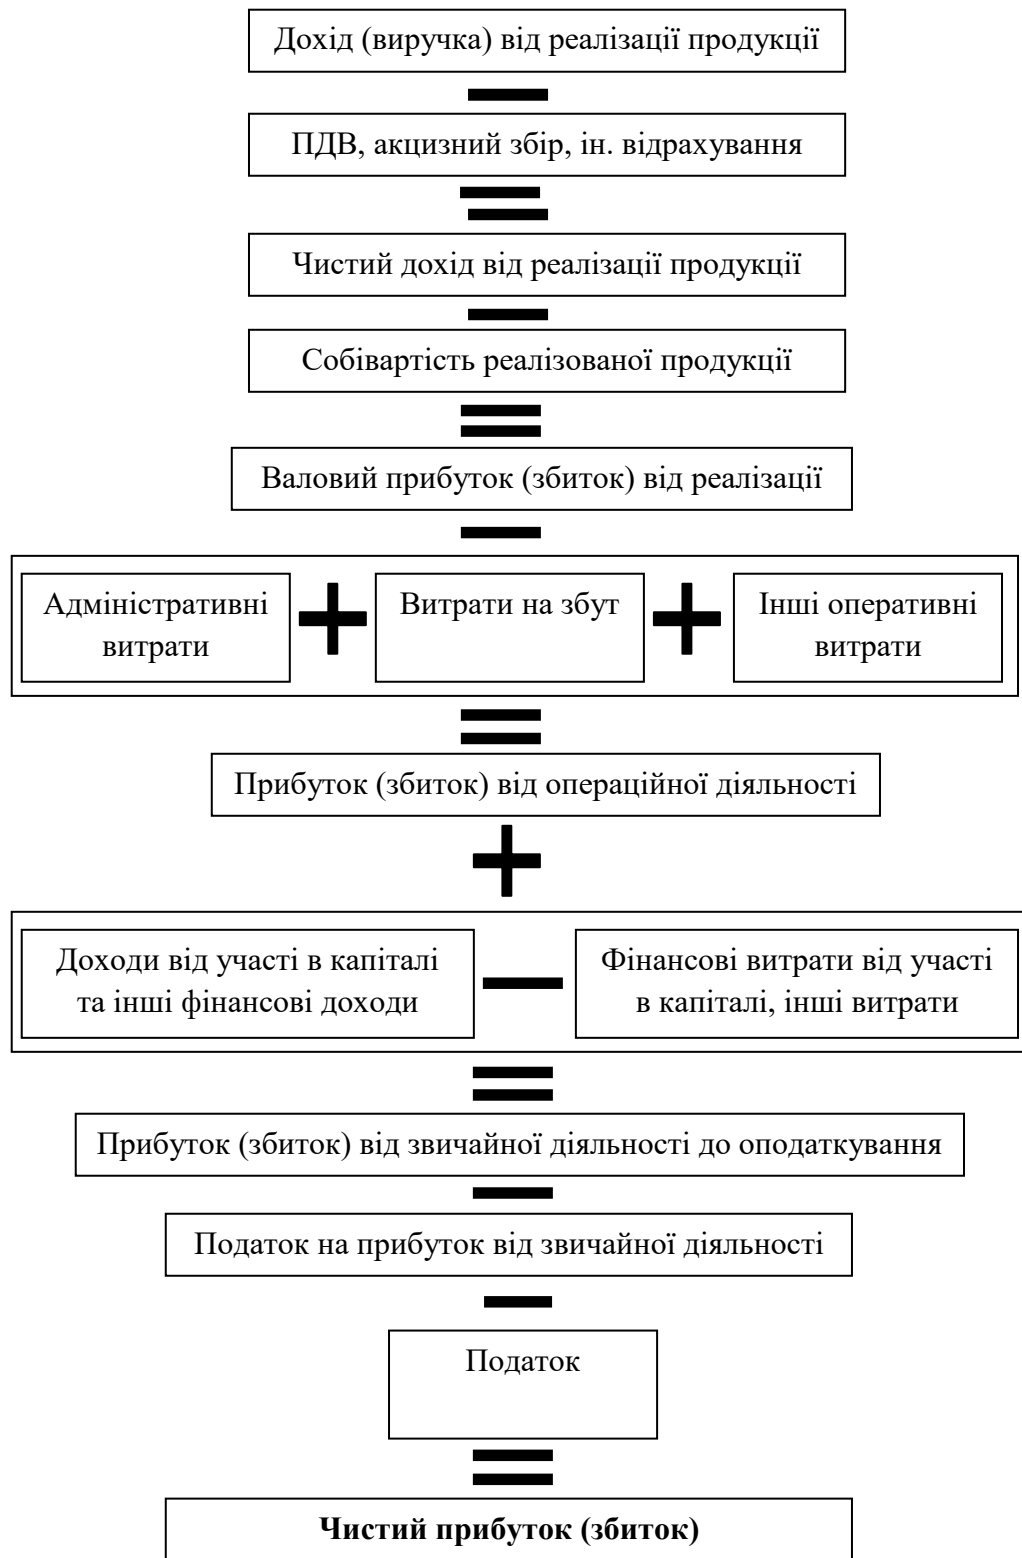 Дохід (виручка) від реалізації продукції
ПДВ, акцизний збір, ін. відрахування
Чистий дохід від реалізації продукції
Собівартість реалізованої продукції
Валовий прибуток (збиток) від реалізації
Адміністративні
витрати
Витрати на збут
Інші оперативні
витрати
Прибуток (збиток) від операційної діяльності
Доходи від участі в капіталі
та інші фінансові доходи
Фінансові витрати від участі
в капіталі, інші витрати
Прибуток (збиток) від звичайної діяльності до оподаткування
Податок на прибуток від звичайної діяльності
Податок
Чистий прибуток (збиток)